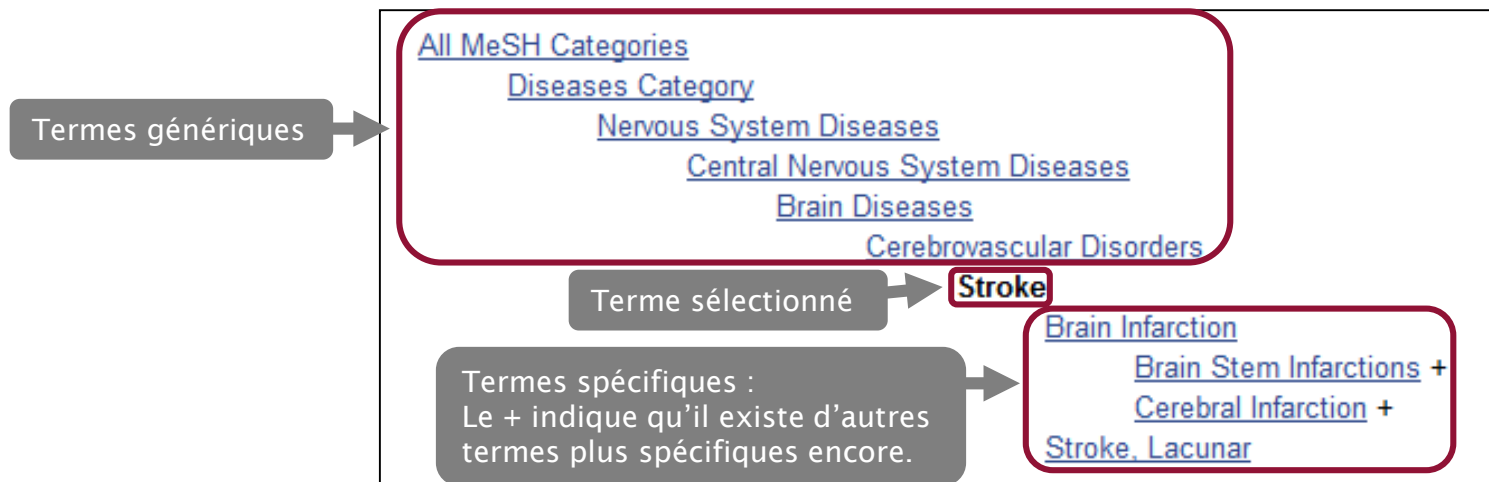 All MeSH Categories
Diseases Category
Termes génériques
Nervous System Diseases
Central Nervous System Diseases
Brain Diseases
Cerebrovascular Disorders
Terme sélectionné
Stroke
Brain Infarction
Brain Stem Infarctions +
Cerebral Infarction +
Stroke, Lacunar
Termes spécifiques :
Le + indique qu’il existe d’autres
termes plus spécifiques encore.